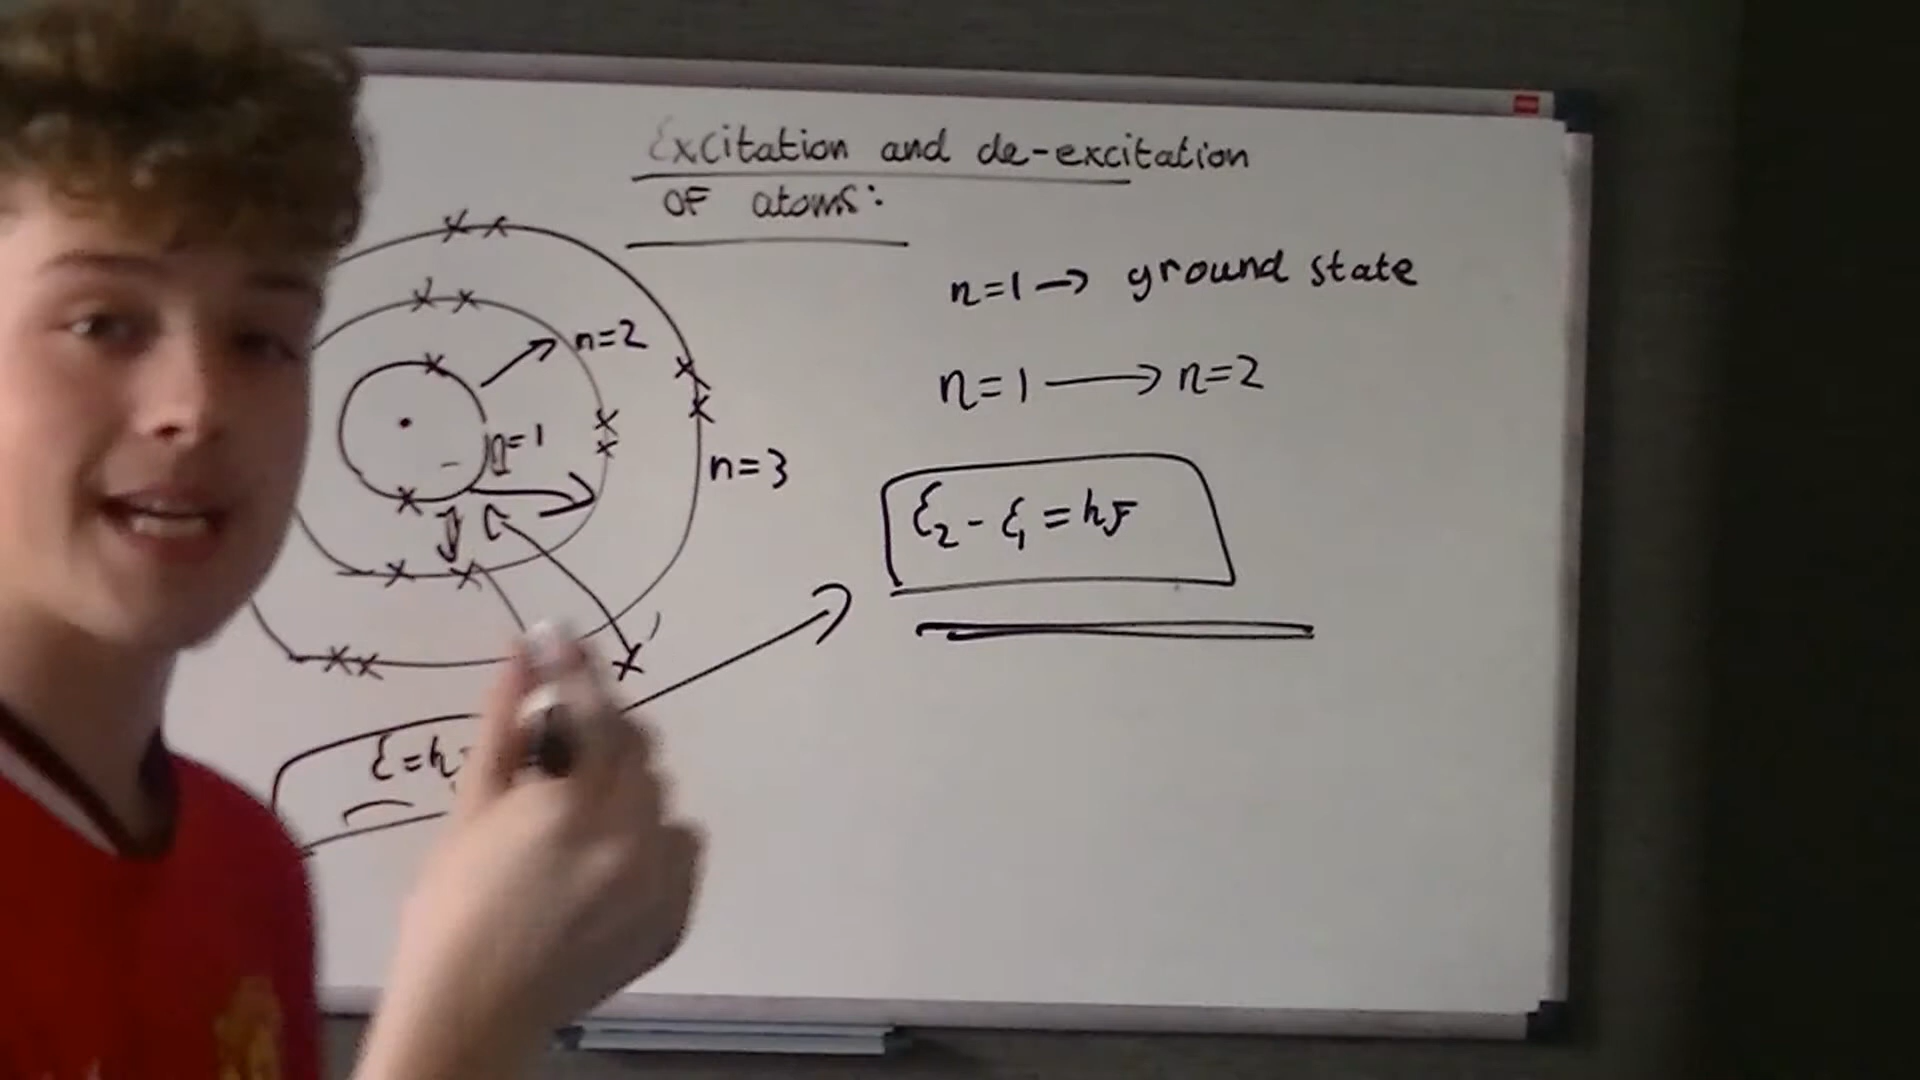 Excitation and de-excitation
OF atoms:
n=1 → ground state
n=2
n=1 ⟶ n=2
n=1
n=3
E₂ - E₁ = hf
E=h